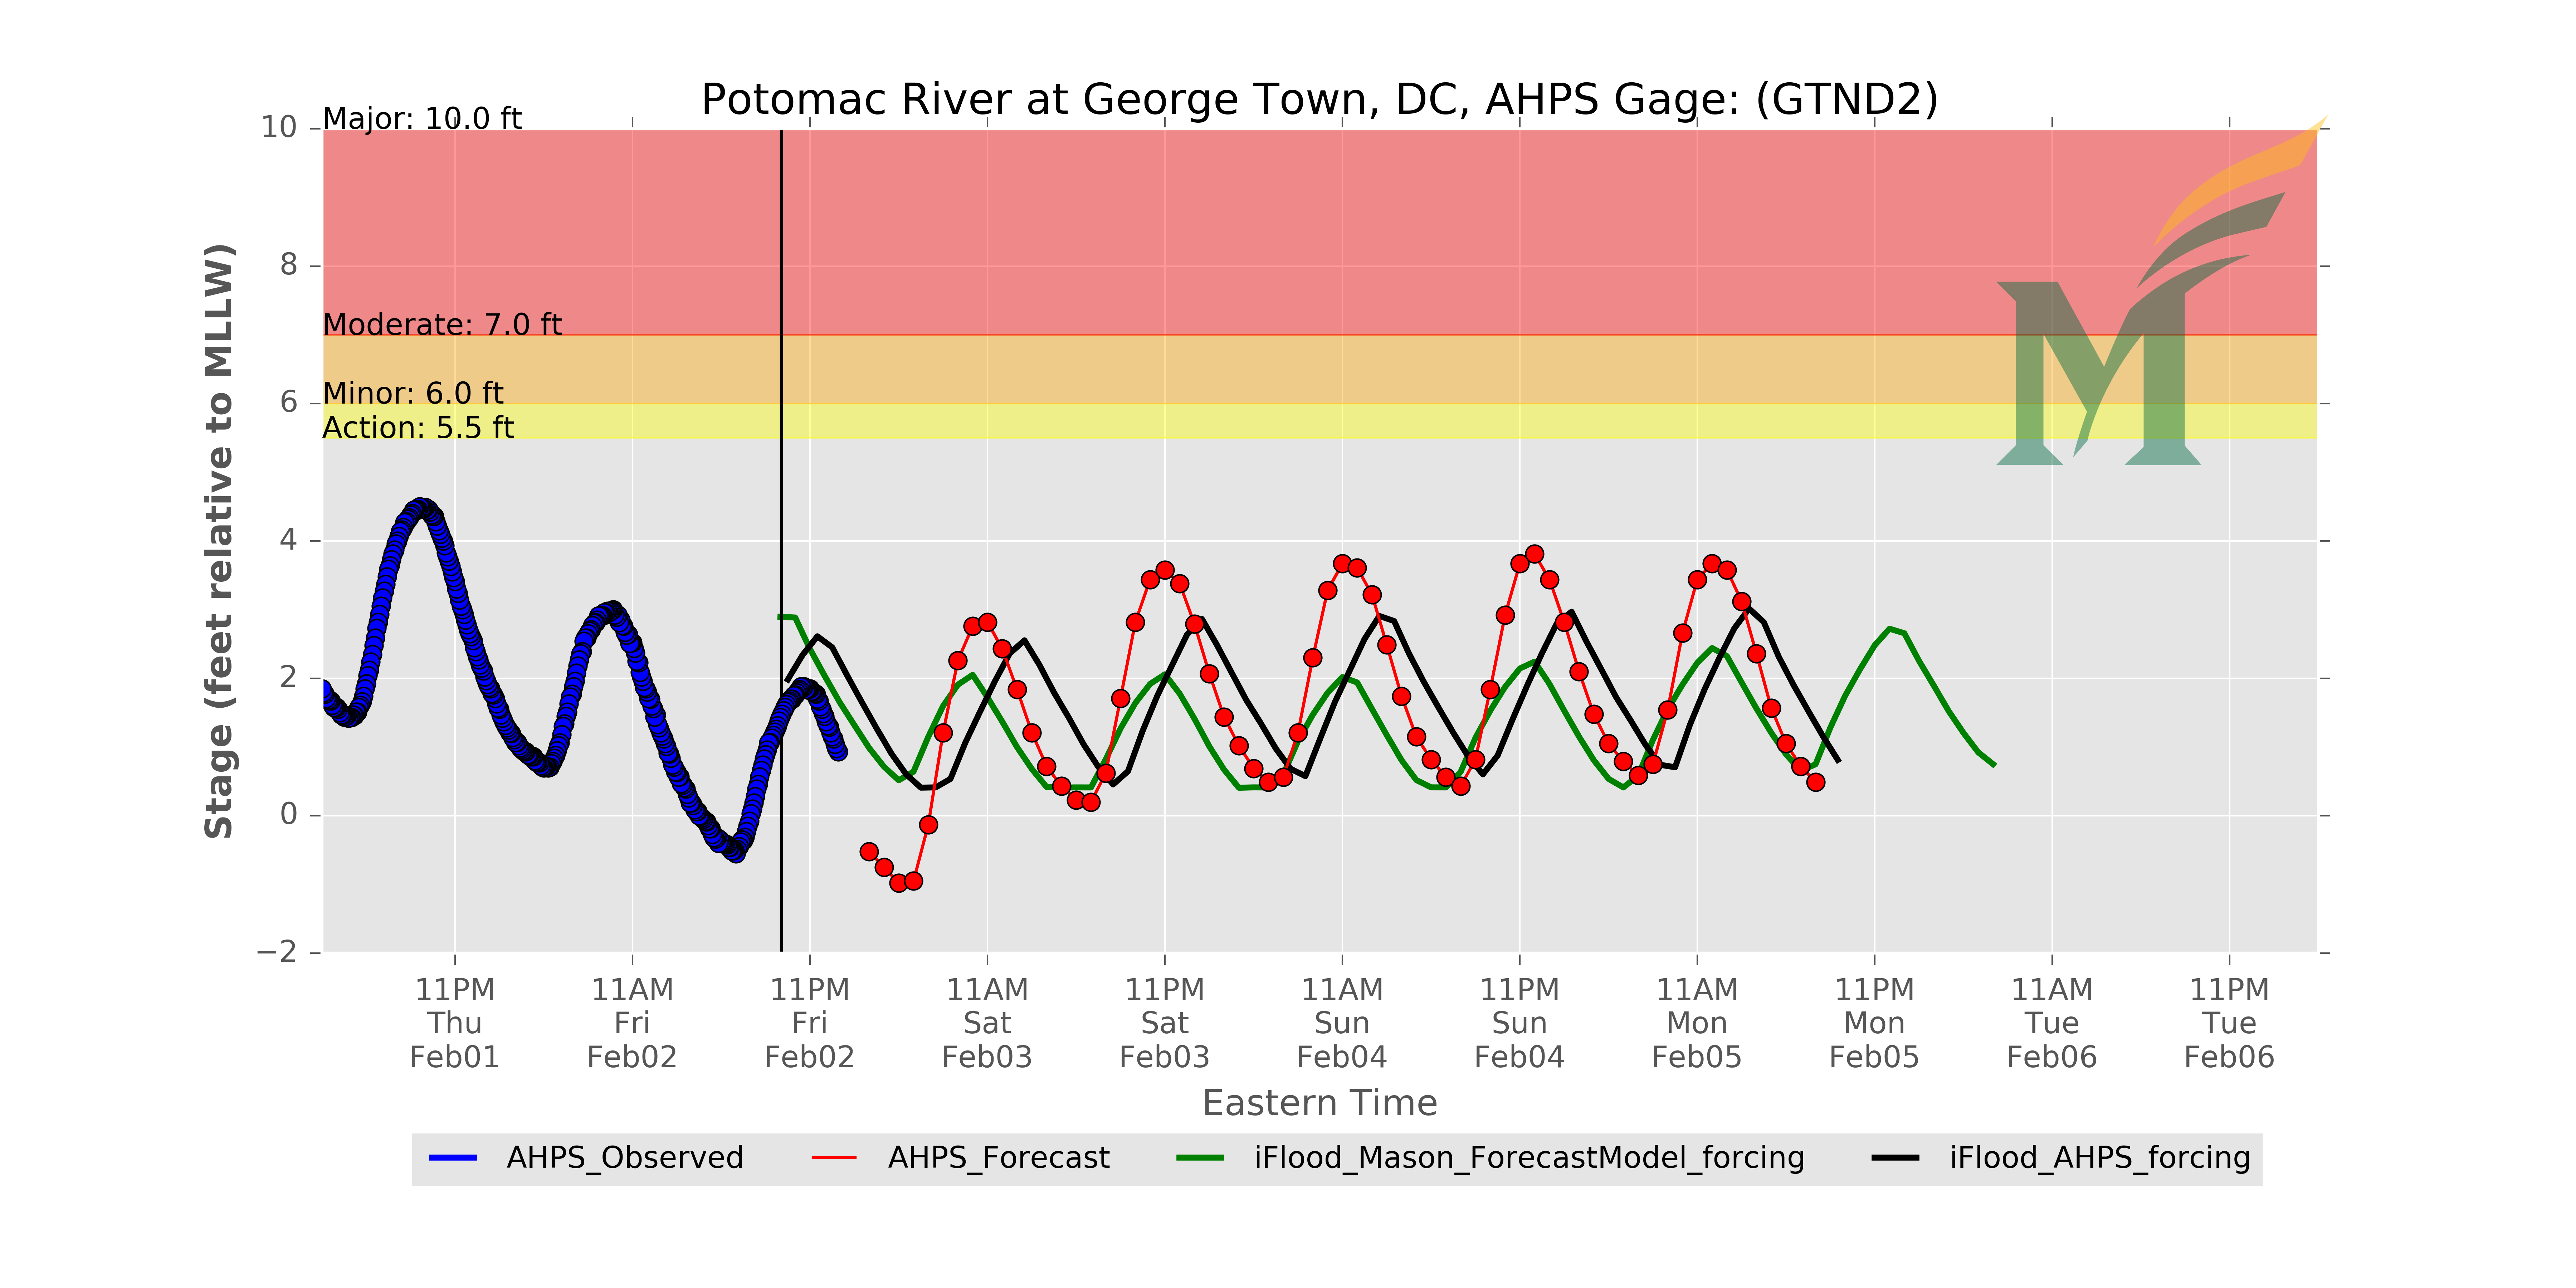 Potomac River at George Town, DC, AHPS Gage: (GTND2)
Major: 10.0 ft
Moderate: 7.0 ft
Minor: 6.0 ft
Action: 5.5 ft
Stage (feet relative to MLLW)
10
8
6
4
2
0
−2
11PM 11AM 11PM 11AM 11PM 11AM 11PM 11AM 11PM 11AM 11PM
Thu Fri Fri Sat Sat Sun Sun Mon Mon Tue Tue
Feb01 Feb02 Feb02 Feb03 Feb03 Feb04 Feb04 Feb05 Feb05 Feb06 Feb06
Eastern Time
AHPS_Observed AHPS_Forecast iFlood_Mason_ForecastModel_forcing iFlood_AHPS_forcing
M